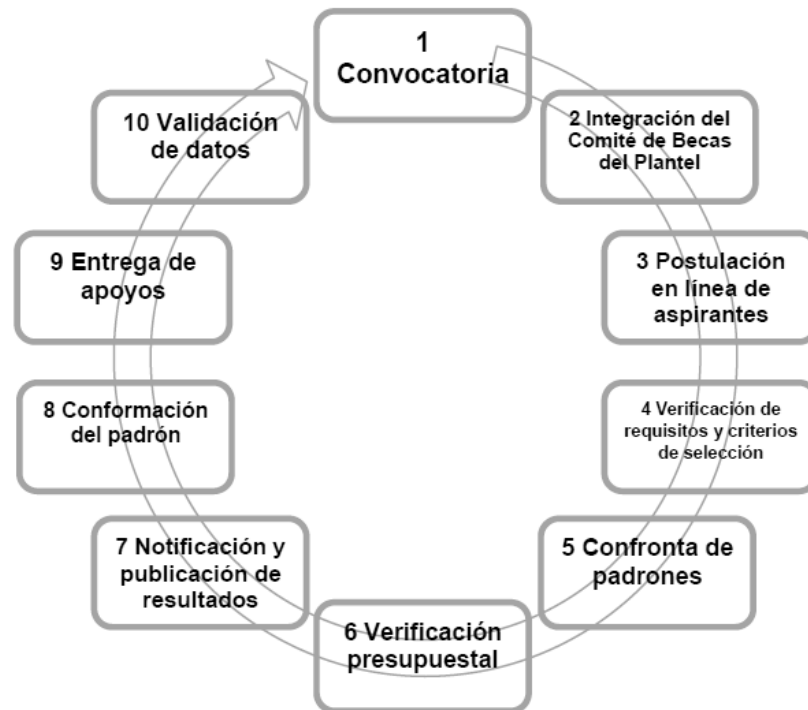 1
Convocatoria
2 Integración del
Comité de Becas
del Plantel
3 Postulación
en línea de
aspirantes
4 Verificación de
requisitos y criterios
de selección
5 Confronta de
padrones
6 Verificación
presupuestal
7 Notificación y
publicación de
resultados
8 Conformación
del padrón
9 Entrega de
apoyos
10 Validación
de datos